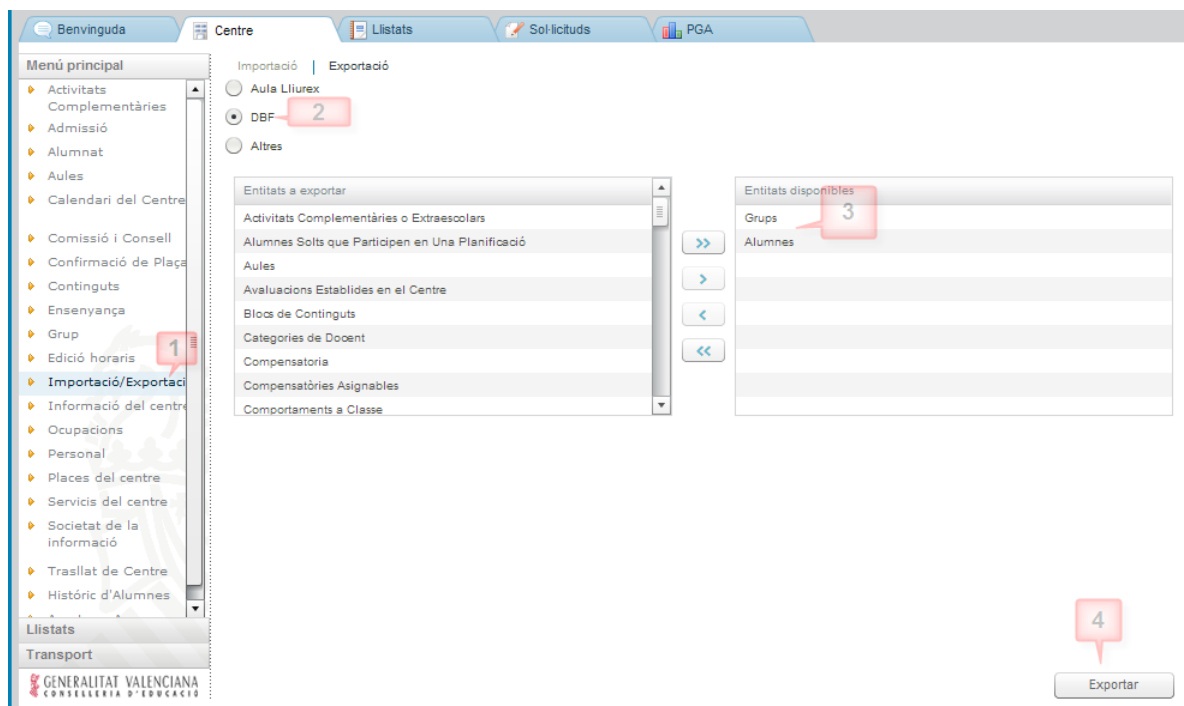 Benvinguda
Centre
Llistats
Sol·licituds
PGA
Menú principal
Activitats
Complementàries
Admissió
Alumnat
Aules
Calendari del Centre
Comissió i Consell
Confirmació de Plaça
Continguts
Ensenyança
Grup
Edició horaris
1
Importació/Exportaci
Informació del centre
Ocupacions
Personal
Places del centre
Servicis del centre
Societat de la
informació
Trasllat de Centre
Históric d'Alumnes
Llistats
Transport
GENERALITAT VALENCIANA
CONSELLERIA D'EDUCACIÓ
Importació | Exportació
Aula Lliurex
DBF
2
Altres
Entitats a exportar
Activitats Complementàries o Extraescolars
Alumnes Solts que Participen en Una Planificació
Aules
Avaluacions Establides en el Centre
Blocs de Continguts
Categories de Docent
Compensatoria
Compensatòries Asignables
Comportaments a Classe
>>
>
<
<<
Entitats disponibles
Grups
3
Alumnes
4
Exportar